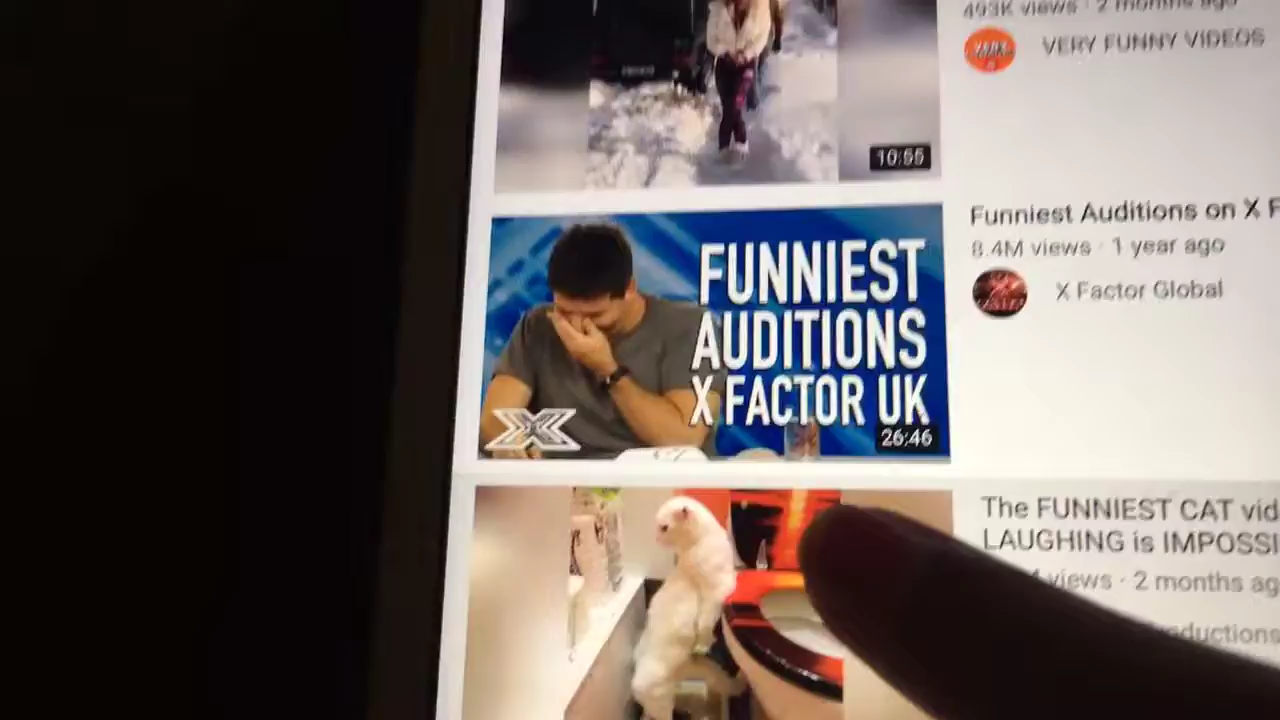 493K views · 2 months ago
VERY FUNNY VIDEOS
10:55
Funniest Auditions on X F
8.4M views · 1 year ago
X Factor Global
FUNNIEST
AUDITIONS
X FACTOR UK
26:46
The FUNNIEST CAT vid
LAUGHING is IMPOSSI
views · 2 months ag
ductions